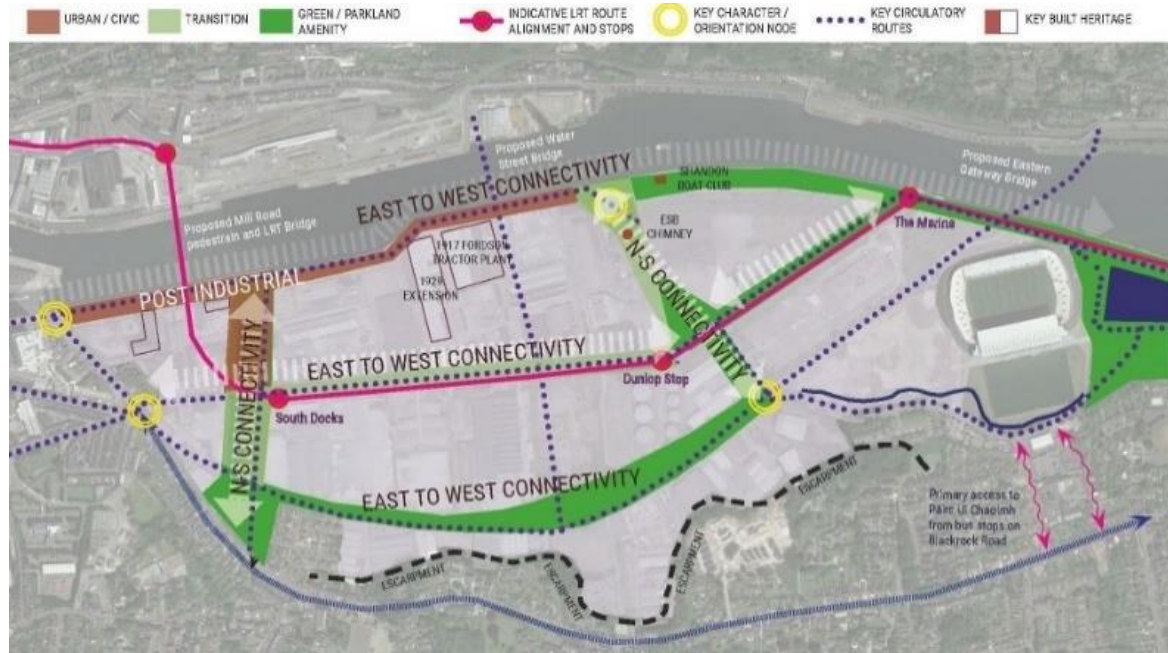 URBAN / CIVIC
TRANSITION
GREEN / PARKLAND
AMENITY
INDICATIVE LRT ROUTE
ALIGNMENT AND STOPS
KEY CHARACTER /
ORIENTATION NODE
KEY CIRCULATORY
ROUTES
KEY BUILT HERITAGE
Proposed Water
Street Bridge
Proposed Eastern
Gateway Bridge
EAST TO WEST CONNECTIVITY
SHANDON
BOAT CLUB
Proposed Mill Road
pedestrian and LRT Bridge
ESB
CHIMNEY
The Marina
1917 FORDSON
TRACTOR PLANT
1929
EXTENSION
POST INDUSTRIAL
N-S CONNECTIVITY
N-S CONNECTIVITY
EAST TO WEST CONNECTIVITY
Dunlop Stop
South Docks
EAST TO WEST CONNECTIVITY
ESCARPMENT
ESCARPMENT
ESCARPMENT
ESCARPMENT
Primary access to
Páirc Uí Chaoimh
from bus stops on
Blackrock Road